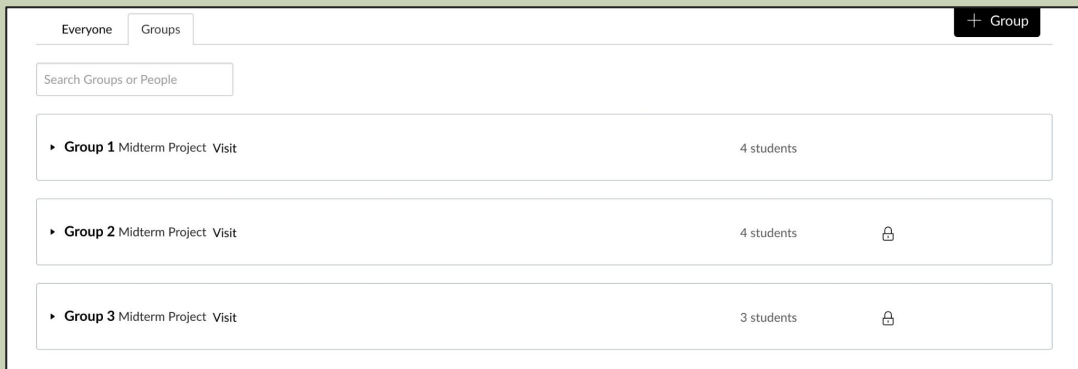 Everyone Groups + Group
Search Groups or People
Group 1 Midterm Project Visit 4 students
Group 2 Midterm Project Visit 4 students
Group 3 Midterm Project Visit 3 students